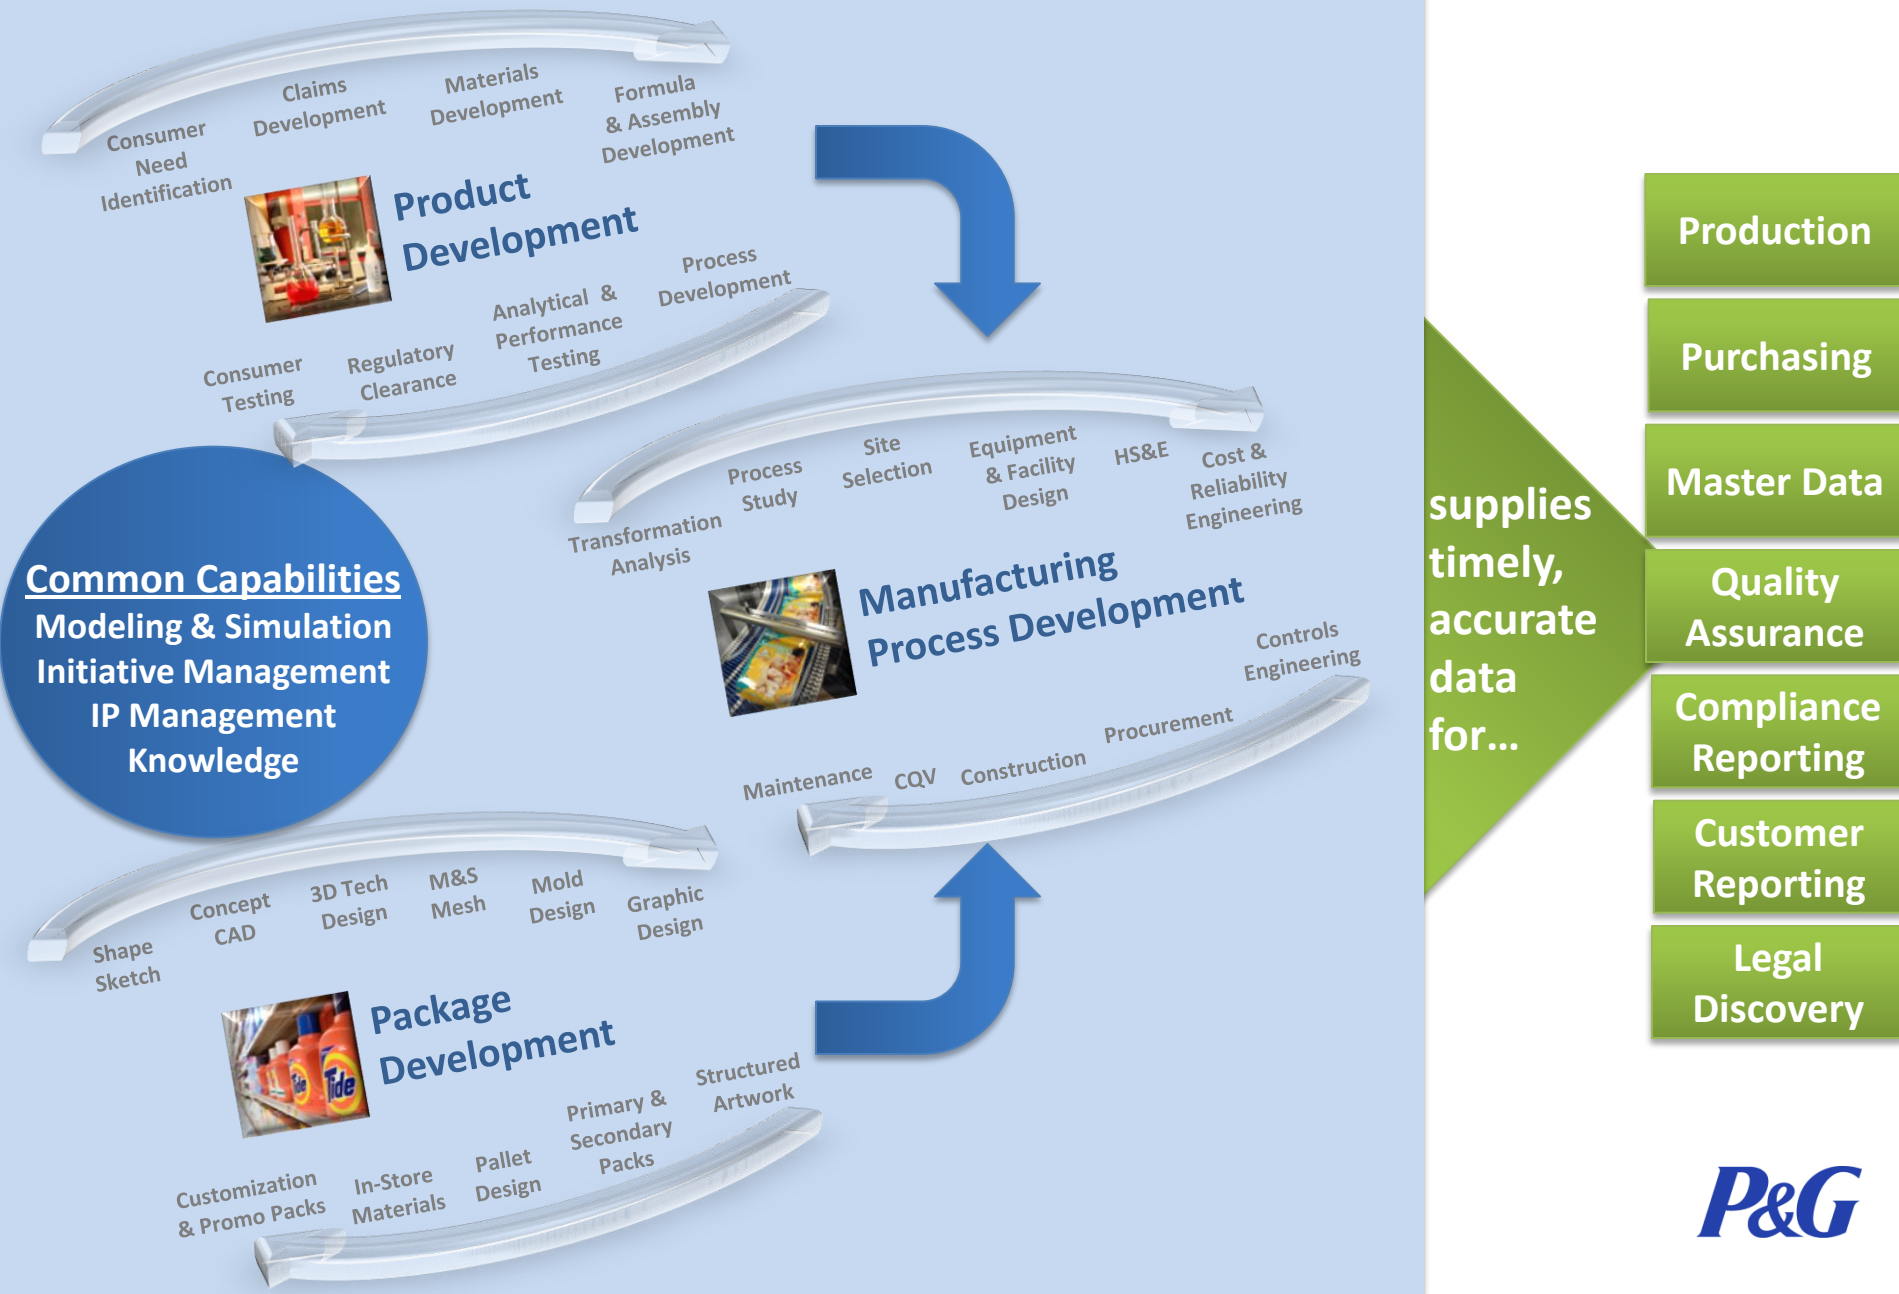 Consumer
Need
Identification
Claims
Development
Materials
Development
Formula
& Assembly
Development
Product
Development
Process
Development
Analytical &
Performance
Testing
Regulatory
Clearance
Consumer
Testing
Common Capabilities
Modeling & Simulation
Initiative Management
IP Management
Knowledge
Transformation
Analysis
Process
Study
Site
Selection
Equipment
& Facility
Design
HS&E
Cost &
Reliability
Engineering
Manufacturing
Process Development
Controls
Engineering
Procurement
Construction
CQV
Maintenance
Shape
Sketch
Concept
CAD
3D Tech
Design
M&S
Mesh
Mold
Design
Graphic
Design
Package
Development
Tide
Tide
Structured
Artwork
Primary &
Secondary
Packs
Pallet
Design
In-Store
Materials
Customization
& Promo Packs
supplies
timely,
accurate
data
for...
Production
Purchasing
Master Data
Quality
Assurance
Compliance
Reporting
Customer
Reporting
Legal
Discovery
P&G